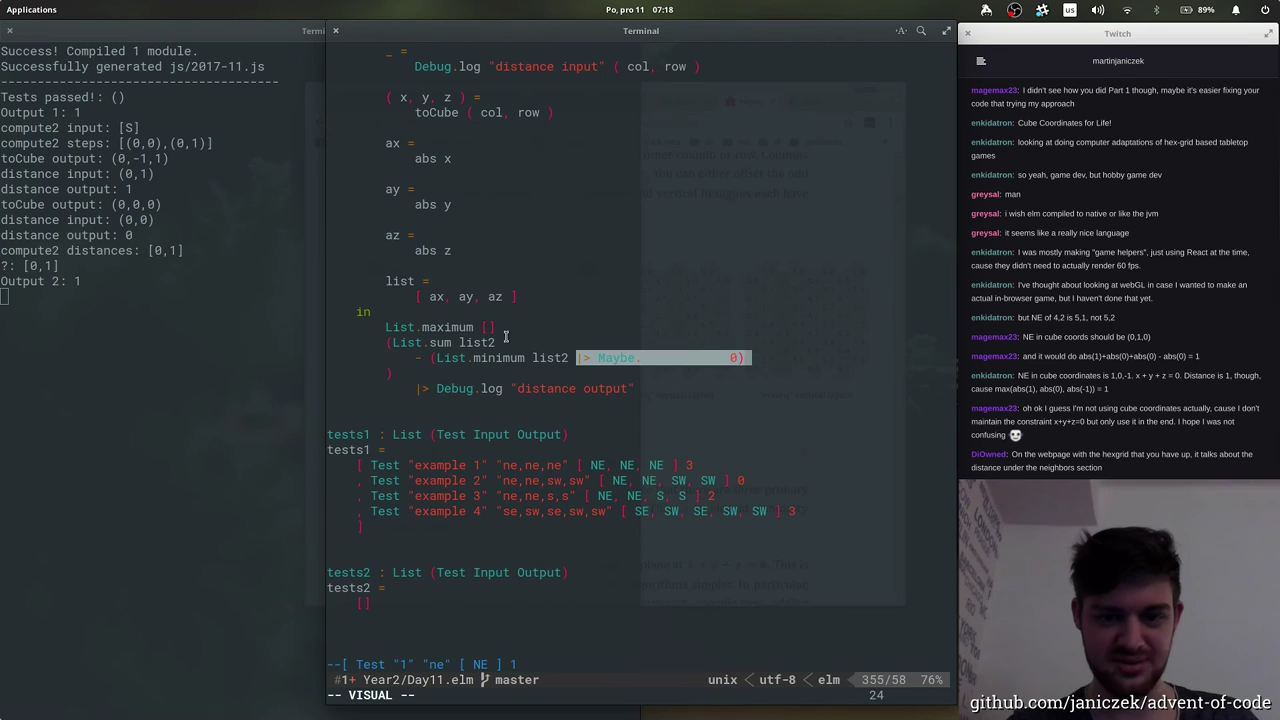 Applications
Po, pro 11 07:18
us
89%
Termi
Success! Compiled 1 module.
Successfully generated js/2017-11.js
----------------------------------------
Tests passed!: ()
Output 1: 1
compute2 input: [S]
compute2 steps: [(0,0),(0,1)]
toCube output: (0,-1,1)
distance input: (0,1)
distance output: 1
toCube output: (0,0,0)
distance input: (0,0)
distance output: 0
compute2 distances: [0,1]
?: [0,1]
Output 2: 1
Terminal
_ =
Debug.log "distance input" ( col, row )
( x, y, z ) =
toCube ( col, row )
ax =
abs x
ay =
abs y
az =
abs z
list =
[ ax, ay, az ]
in
List.maximum []
(List.sum list2
- (List.minimum list2 |> Maybe. 0)
)
|> Debug.log "distance output"
tests1 : List (Test Input Output)
tests1 =
[ Test "example 1" "ne,ne,ne" [ NE, NE, NE ] 3
, Test "example 2" "ne,ne,sw,sw" [ NE, NE, SW, SW ] 0
, Test "example 3" "ne,ne,s,s" [ NE, NE, S, S ] 2
, Test "example 4" "se,sw,se,sw,sw" [ SE, SW, SE, SW, SW ] 3
]
tests2 : List (Test Input Output)
tests2 =
[]
--[ Test "1" "ne" [ NE ] 1
#1+ Year2/Day11.elm master unix < utf-8 < elm 355/58 76%
-- VISUAL -- 24
Twitch
martinjaniczek
magemax23: I didn't see how you did Part 1 though, maybe it's easier fixing your
code that trying my approach
enkidatron: Cube Coordinates for Life!
enkidatron: looking at doing computer adaptations of hex-grid based tabletop
games
enkidatron: so yeah, game dev, but hobby game dev
greysal: man
greysal: i wish elm compiled to native or like the jvm
greysal: it seems like a really nice language
enkidatron: I was mostly making "game helpers", just using React at the time,
cause they didn't need to actually render 60 fps.
enkidatron: I've thought about looking at webGL in case I wanted to make an
actual in-browser game, but I haven't done that yet.
enkidatron: but NE of 4,2 is 5,1, not 5,2
magemax23: NE in cube coords should be (0,1,0)
magemax23: and it would do abs(1)+abs(0)+abs(0) - abs(0) = 1
enkidatron: NE in cube coordinates is 1,0,-1. x + y + z = 0. Distance is 1, though,
cause max(abs(1), abs(0), abs(-1)) = 1
magemax23: oh ok I guess I'm not using cube coordinates actually, cause I don't
maintain the constraint x+y+z=0 but only use it in the end. I hope I was not
confusing
DiOwned: On the webpage with the hexgrid that you have up, it talks about the
distance under the neighbors section
github.com/janiczek/advent-of-code